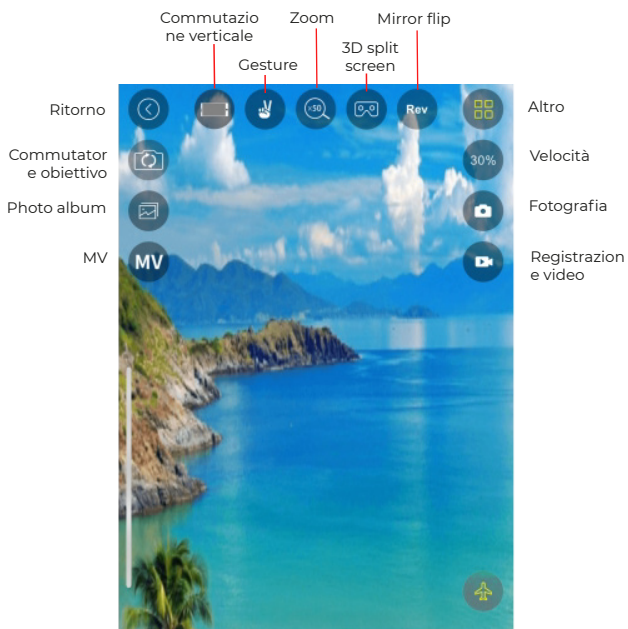 Commutazio
ne verticale
Zoom
Mirror flip
Gesture
3D split
screen
Ritorno
×50
Rev
Altro
Commutator
e obiettivo
30%
Velocità
Photo album
Fotografia
MV
MV
Registrazion
e video